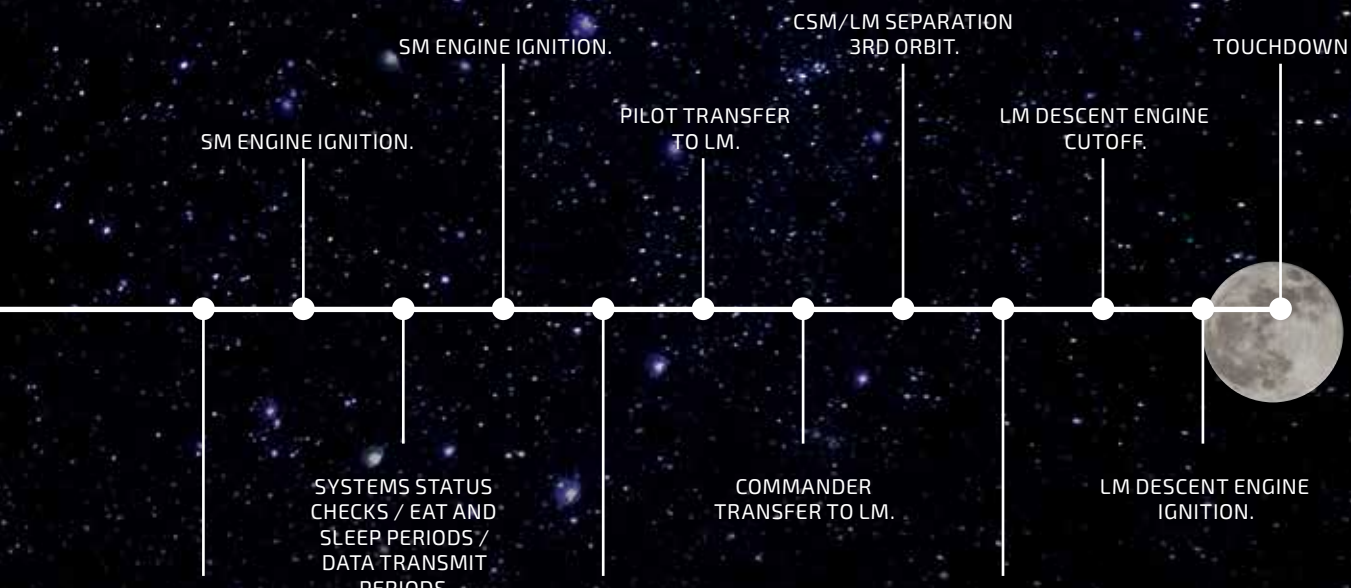 CSM/LM SEPARATION
3RD ORBIT.
SM ENGINE IGNITION.
TOUCHDOWN
PILOT TRANSFER
TO LM.
LM DESCENT ENGINE
CUTOFF.
SM ENGINE IGNITION.
SYSTEMS STATUS
CHECKS / EAT AND
SLEEP PERIODS /
DATA TRANSMIT
PERIODS
COMMANDER
TRANSFER TO LM.
LM DESCENT ENGINE
IGNITION.